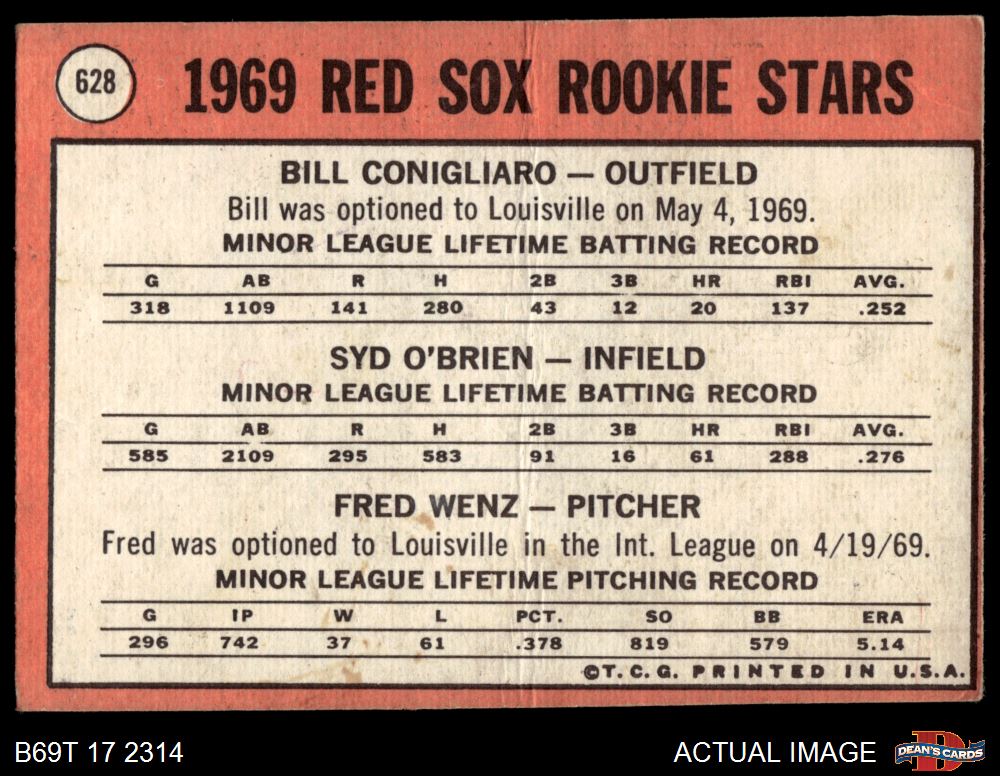 628
1969 RED SOX ROOKIE STARS
BILL CONIGLIARO — OUTFIELD
Bill was optioned to Louisville on May 4, 1969.
MINOR LEAGUE LIFETIME BATTING RECORD
G AB R H 2B 3B HR RBI AVG.
318 1109 141 280 43 12 20 137 .252
SYD O'BRIEN — INFIELD
MINOR LEAGUE LIFETIME BATTING RECORD
G AB R H 2B 3B HR RBI AVG.
585 2109 295 583 91 16 61 288 .276
FRED WENZ — PITCHER
Fred was optioned to Louisville in the Int. League on 4/19/69.
MINOR LEAGUE LIFETIME PITCHING RECORD
G IP W L PCT. SO BB ERA
296 742 37 61 .378 819 579 5.14
©T.C.G. PRINTED IN U.S.A.
B69T 17 2314
ACTUAL IMAGE
DEAN'S CARDS